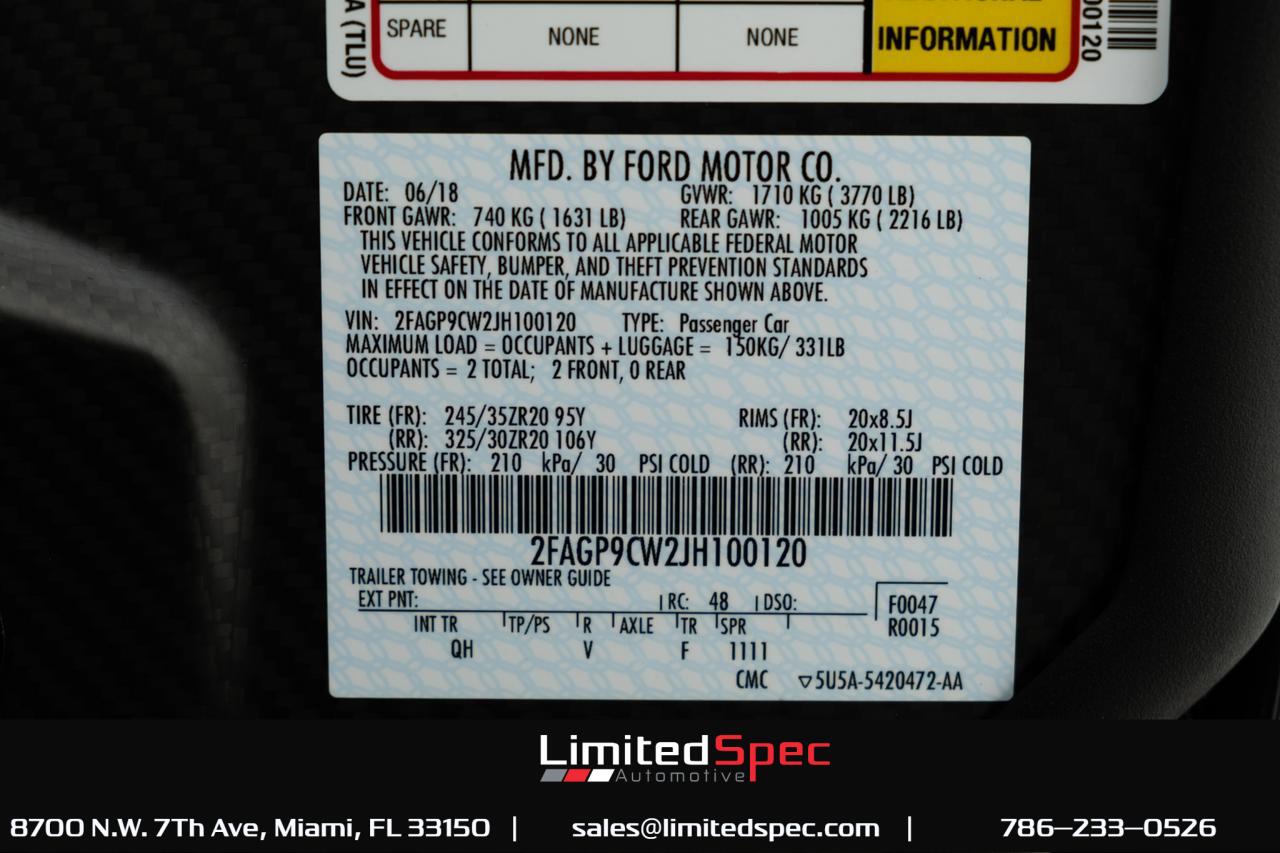 A (TLU)
SPARE NONE NONE INFORMATION
00120
MFD. BY FORD MOTOR CO.
DATE: 06/18 GVWR: 1710 KG ( 3770 LB)
FRONT GAWR: 740 KG ( 1631 LB) REAR GAWR: 1005 KG ( 2216 LB)
THIS VEHICLE CONFORMS TO ALL APPLICABLE FEDERAL MOTOR
VEHICLE SAFETY, BUMPER, AND THEFT PREVENTION STANDARDS
IN EFFECT ON THE DATE OF MANUFACTURE SHOWN ABOVE.
VIN: 2FAGP9CW2JH100120 TYPE: Passenger Car
MAXIMUM LOAD = OCCUPANTS + LUGGAGE = 150KG/ 331LB
OCCUPANTS = 2 TOTAL; 2 FRONT, 0 REAR
TIRE (FR): 245/35ZR20 95Y RIMS (FR): 20x8.5J
(RR): 325/30ZR20 106Y (RR): 20x11.5J
PRESSURE (FR): 210 kPa/ 30 PSI COLD (RR): 210 kPa/ 30 PSI COLD
2FAGP9CW2JH100120
TRAILER TOWING - SEE OWNER GUIDE
EXT PNT: RC: 48 DSO: F0047
INT TR TP/PS R AXLE TR SPR R0015
QH V F 1111
CMC ▽5U5A-5420472-AA
LimitedSpec
Automotive
8700 N.W. 7Th Ave, Miami, FL 33150 | sales@limitedspec.com | 786-233-0526